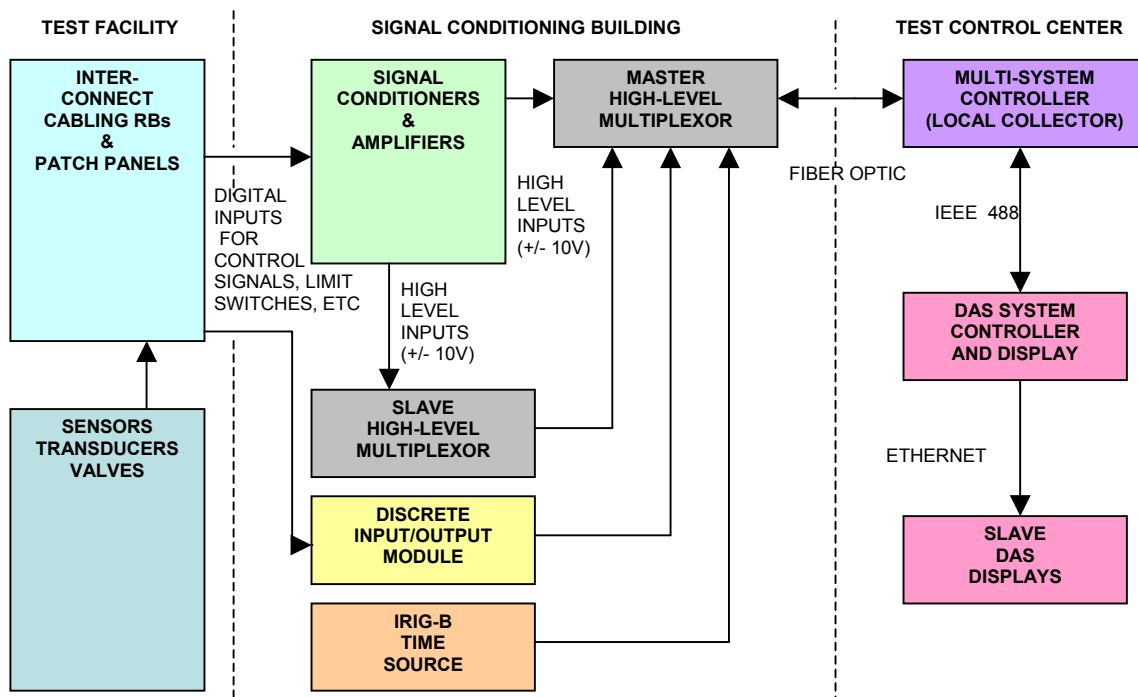 TEST FACILITY
SIGNAL CONDITIONING BUILDING
TEST CONTROL CENTER
INTER-
CONNECT
CABLING RBs
&
PATCH PANELS
SIGNAL
CONDITIONERS
&
AMPLIFIERS
MASTER
HIGH-LEVEL
MULTIPLEXOR
MULTI-SYSTEM
CONTROLLER
(LOCAL COLLECTOR)
FIBER OPTIC
DIGITAL
INPUTS
FOR
CONTROL
SIGNALS, LIMIT
SWITCHES, ETC
HIGH
LEVEL
INPUTS
(+/- 10V)
IEEE 488
HIGH
LEVEL
INPUTS
(+/- 10V)
DAS SYSTEM
CONTROLLER
AND DISPLAY
SENSORS
TRANSDUCERS
VALVES
SLAVE
HIGH-LEVEL
MULTIPLEXOR
ETHERNET
DISCRETE
INPUT/OUTPUT
MODULE
SLAVE
DAS
DISPLAYS
IRIG-B
TIME
SOURCE